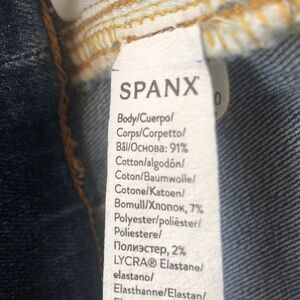 SPANX
Body/Cuerpo/
Corps/Corpetto/
Bål/Основа: 91%
Cotton/algodón/
Coton/Baumwolle/
Cotone/Katoen/
Bomull/Хлопок, 7%
Polyester/poliéster/
Poliestere/
Полиэстер, 2%
LYCRA® Elastane/
elastano/
Elasthanne/Elastan/